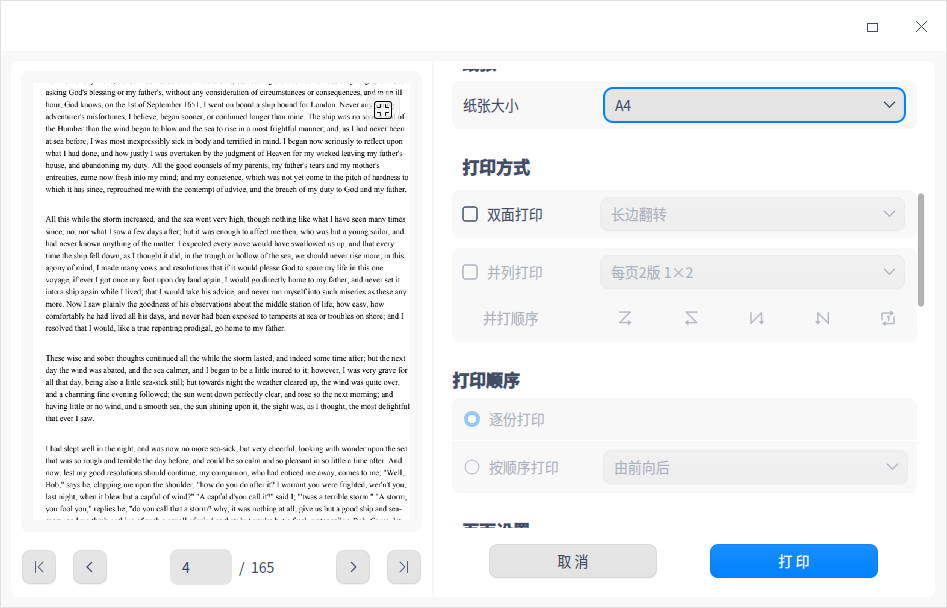 asking God's blessing or my father's, without any consideration of circumstances or consequences, and in an ill
hour, God knows, on the 1st of September 1651, I went on board a ship bound for London. Never any
adventurer's misfortunes, I believe, began sooner, or continued longer than mine. The ship was no
the Humber than the wind began to blow and the sea to rise in a most frightful manner; and, as I had never been
at sea before, I was most inexpressibly sick in body and terrified in mind. I began now seriously to reflect upon
what I had done, and how justly I was overtaken by the judgment of Heaven for my wicked leaving my father's
house, and abandoning my duty. All the good counsels of my parents, my father's tears and my mother's
entreaties, came now fresh into my mind; and my conscience, which was not yet come to the pitch of hardness to
which it has since, reproached me with the contempt of advice, and the breach of my duty to God and my father.
All this while the storm increased, and the sea went very high, though nothing like what I have seen many times
since; no, nor what I saw a few days after; but it was enough to affect me then, who was but a young sailor, and
had never known anything of the matter. I expected every wave would have swallowed us up, and that every
time the ship fell down, as I thought it did, in the trough or hollow of the sea, we should never rise more; in this
agony of mind, I made many vows and resolutions that if it would please God to spare my life in this one
voyage, if ever I got once my foot upon dry land again, I would go directly home to my father, and never set it
into a ship again while I lived; that I would take his advice, and never run myself into such miseries as these any
more. Now I saw plainly the goodness of his observations about the middle station of life, how easy, how
comfortably he had lived all his days, and never had been exposed to tempests at sea or troubles on shore; and I
resolved that I would, like a true repenting prodigal, go home to my father.
These wise and sober thoughts continued all the while the storm lasted, and indeed some time after; but the next
day the wind was abated, and the sea calmer, and I began to be a little inured to it; however, I was very grave for
all that day, being also a little sea-sick still; but towards night the weather cleared up, the wind was quite over,
and a charming fine evening followed; the sun went down perfectly clear, and rose so the next morning; and
having little or no wind, and a smooth sea, the sun shining upon it, the sight was, as I thought, the most delightful
that ever I saw.
I had slept well in the night, and was now no more sea-sick, but very cheerful, looking with wonder upon the sea
that was so rough and terrible the day before, and could be so calm and so pleasant in so little a time after. And
now, lest my good resolutions should continue, my companion, who had enticed me away, comes to me; "Well,
Bob," says he, clapping me upon the shoulder, "how do you do after it? I warrant you were frighted, wer'n't you,
last night, when it blew but a capful of wind?" "A capful d'you call it?" said I; "'twas a terrible storm." "A storm,
you fool you," replies he, "do you call that a storm? why, it was nothing at all; give us but a good ship and sea-
4 / 165
纸张大小 A4
打印方式
双面打印 长边翻转
并列打印 每页2版 1×2
并打顺序
打印顺序
逐份打印
按顺序打印 由前向后
取消 打印